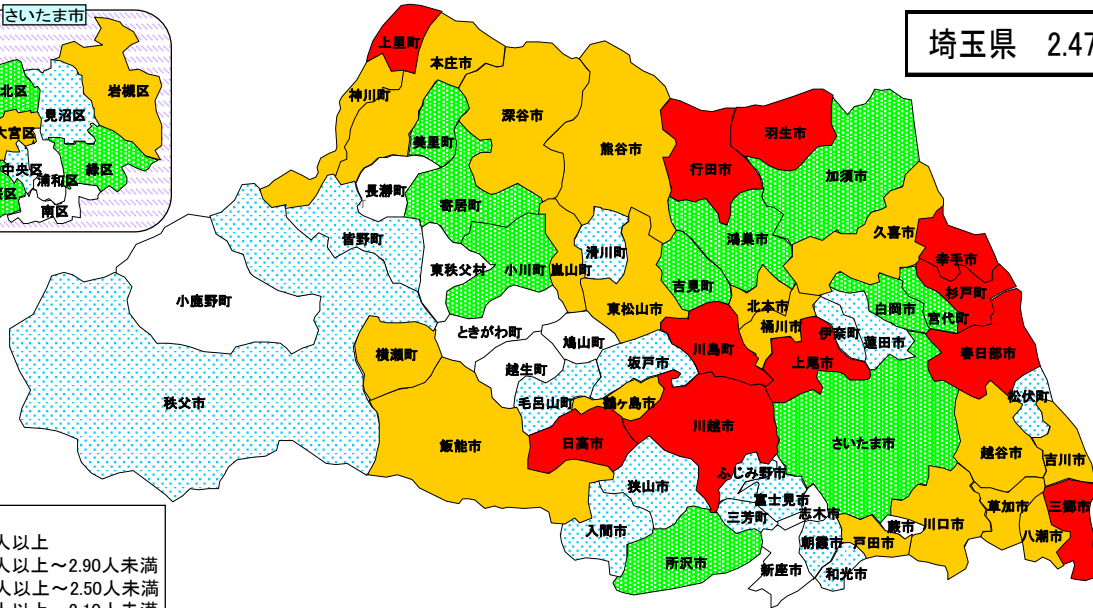 さいたま市
埼玉県 2.47
北区
見沼区
岩槻区
大宮区
中央区
浦和区
緑区
南区
上里町
本庄市
神川町
深谷市
熊谷市
美里町
行田市
羽生市
加須市
長瀞町
寄居町
鴻巣市
久喜市
皆野町
滑川町
東秩父村
小川町
嵐山町
吉見町
幸手市
杉戸町
小鹿野町
東松山市
北本市
桶川市
伊奈町
白岡市
宮代町
蓮田市
ときがわ町
鳩山町
川島町
上尾市
春日部市
横瀬町
越生町
坂戸市
松伏町
秩父市
毛呂山町
鶴ヶ島市
川越市
飯能市
日高市
さいたま市
越谷市
吉川市
ふじみ野市
狭山市
富士見市
三芳町
志木市
入間市
草加市
三郷市
蕨市
川口市
八潮市
朝霞市
戸田市
所沢市
新座市
和光市
人以上
人以上～2.90人未満
人以上～2.50人未満